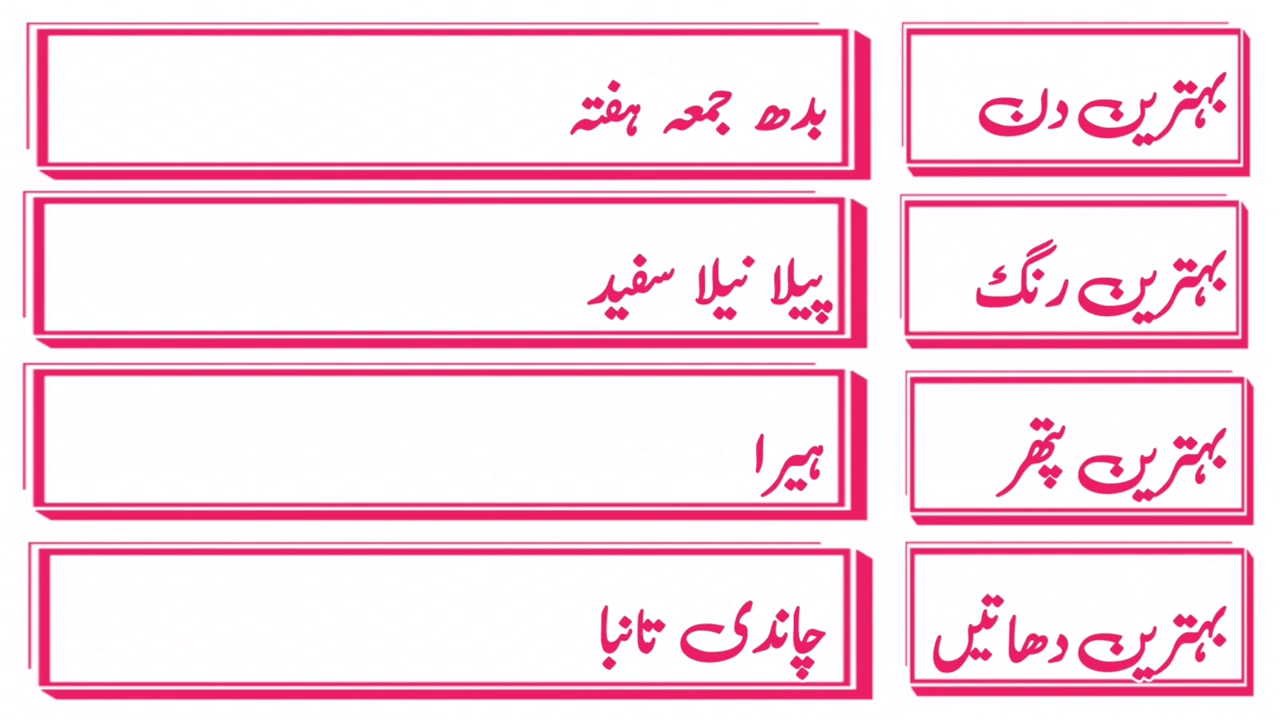 بہترین دن
بدھ جمعہ ہفتہ
بہترین رنگ
پیلا نیلا سفید
بہترین پتھر
ہیرا
بہترین دھاتیں
چاندی تانبا